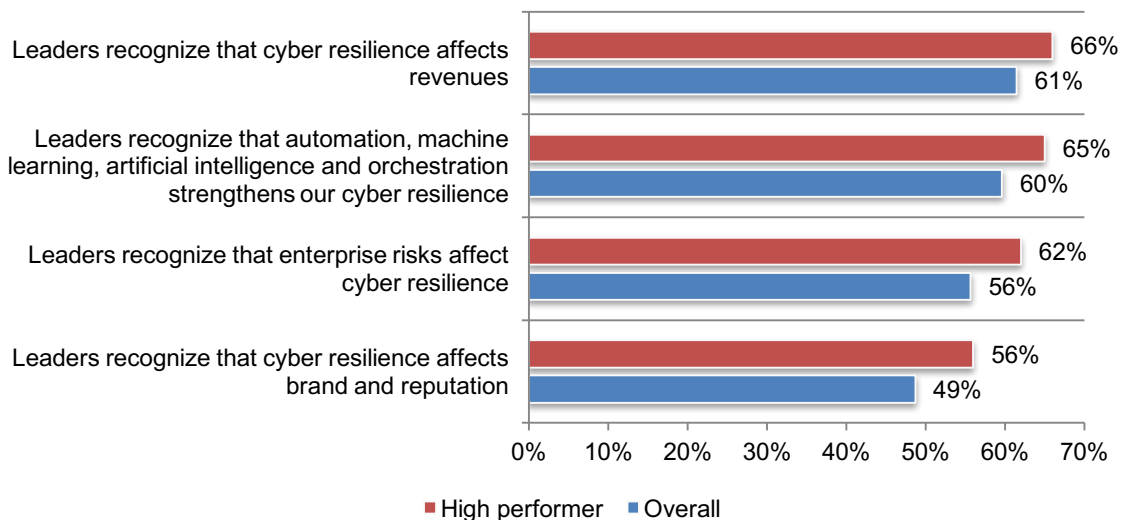 Leaders recognize that cyber resilience affects
revenues
66%
61%
Leaders recognize that automation, machine
learning, artificial intelligence and orchestration
strengthens our cyber resilience
65%
60%
Leaders recognize that enterprise risks affect
cyber resilience
62%
56%
Leaders recognize that cyber resilience affects
brand and reputation
56%
49%
0% 10% 20% 30% 40% 50% 60% 70%
High performer Overall